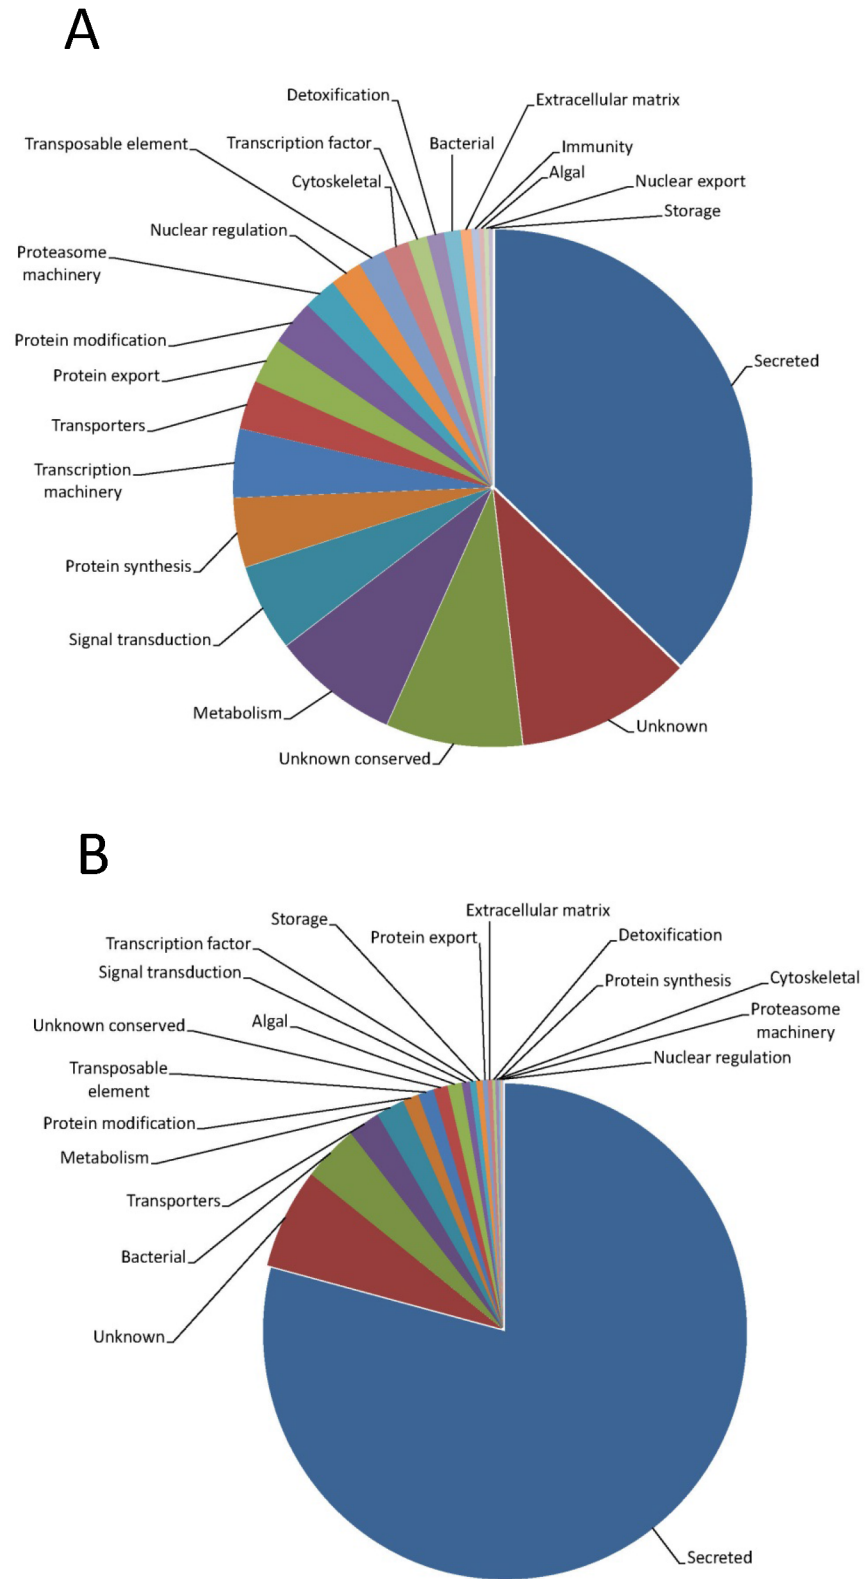 A
Detoxification
Extracellular matrix
Transposable element
Transcription factor
Bacterial
Immunity
Algal
Cytoskeletal
Nuclear export
Storage
Nuclear regulation
Proteasome
machinery
Protein modification
Secreted
Protein export
Transporters
Transcription
machinery
Protein synthesis
Signal transduction
Metabolism
Unknown
Unknown conserved
B
Storage
Extracellular matrix
Protein export
Detoxification
Transcription factor
Signal transduction
Protein synthesis
Cytoskeletal
Unknown conserved
Algal
Proteasome
machinery
Nuclear regulation
Transposable
element
Protein modification
Metabolism
Transporters
Bacterial
Unknown
Secreted